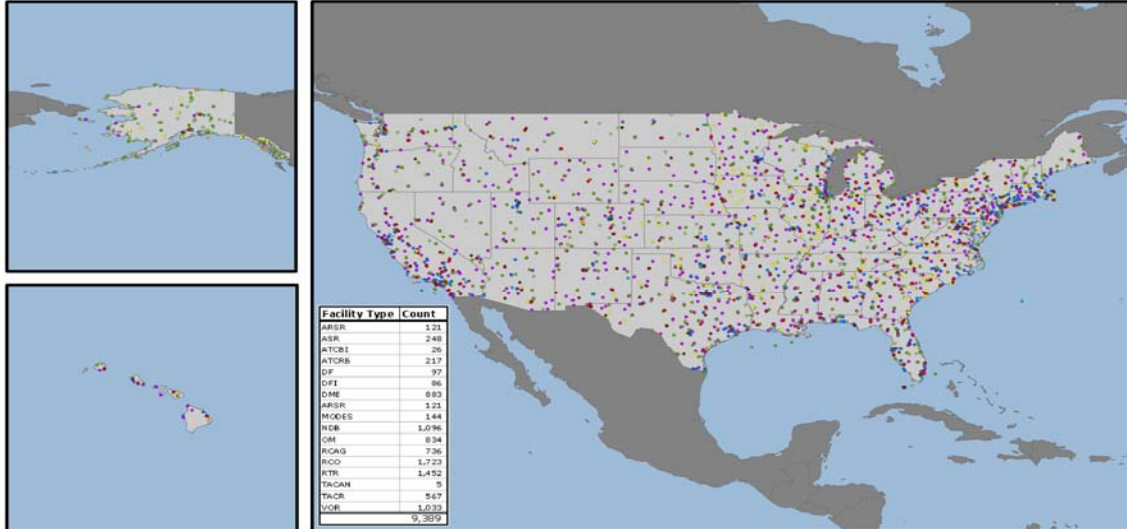 Facility Type Count
ARSR 121
ASR 248
ATCBI 26
ATCRB 217
DF 97
DFI 86
DME 883
ARSR 121
MODES 144
NDB 1,096
OM 834
RCAG 736
RCO 1,723
RTR 1,452
TACAN 5
TACR 567
VOR 1,033
9,389